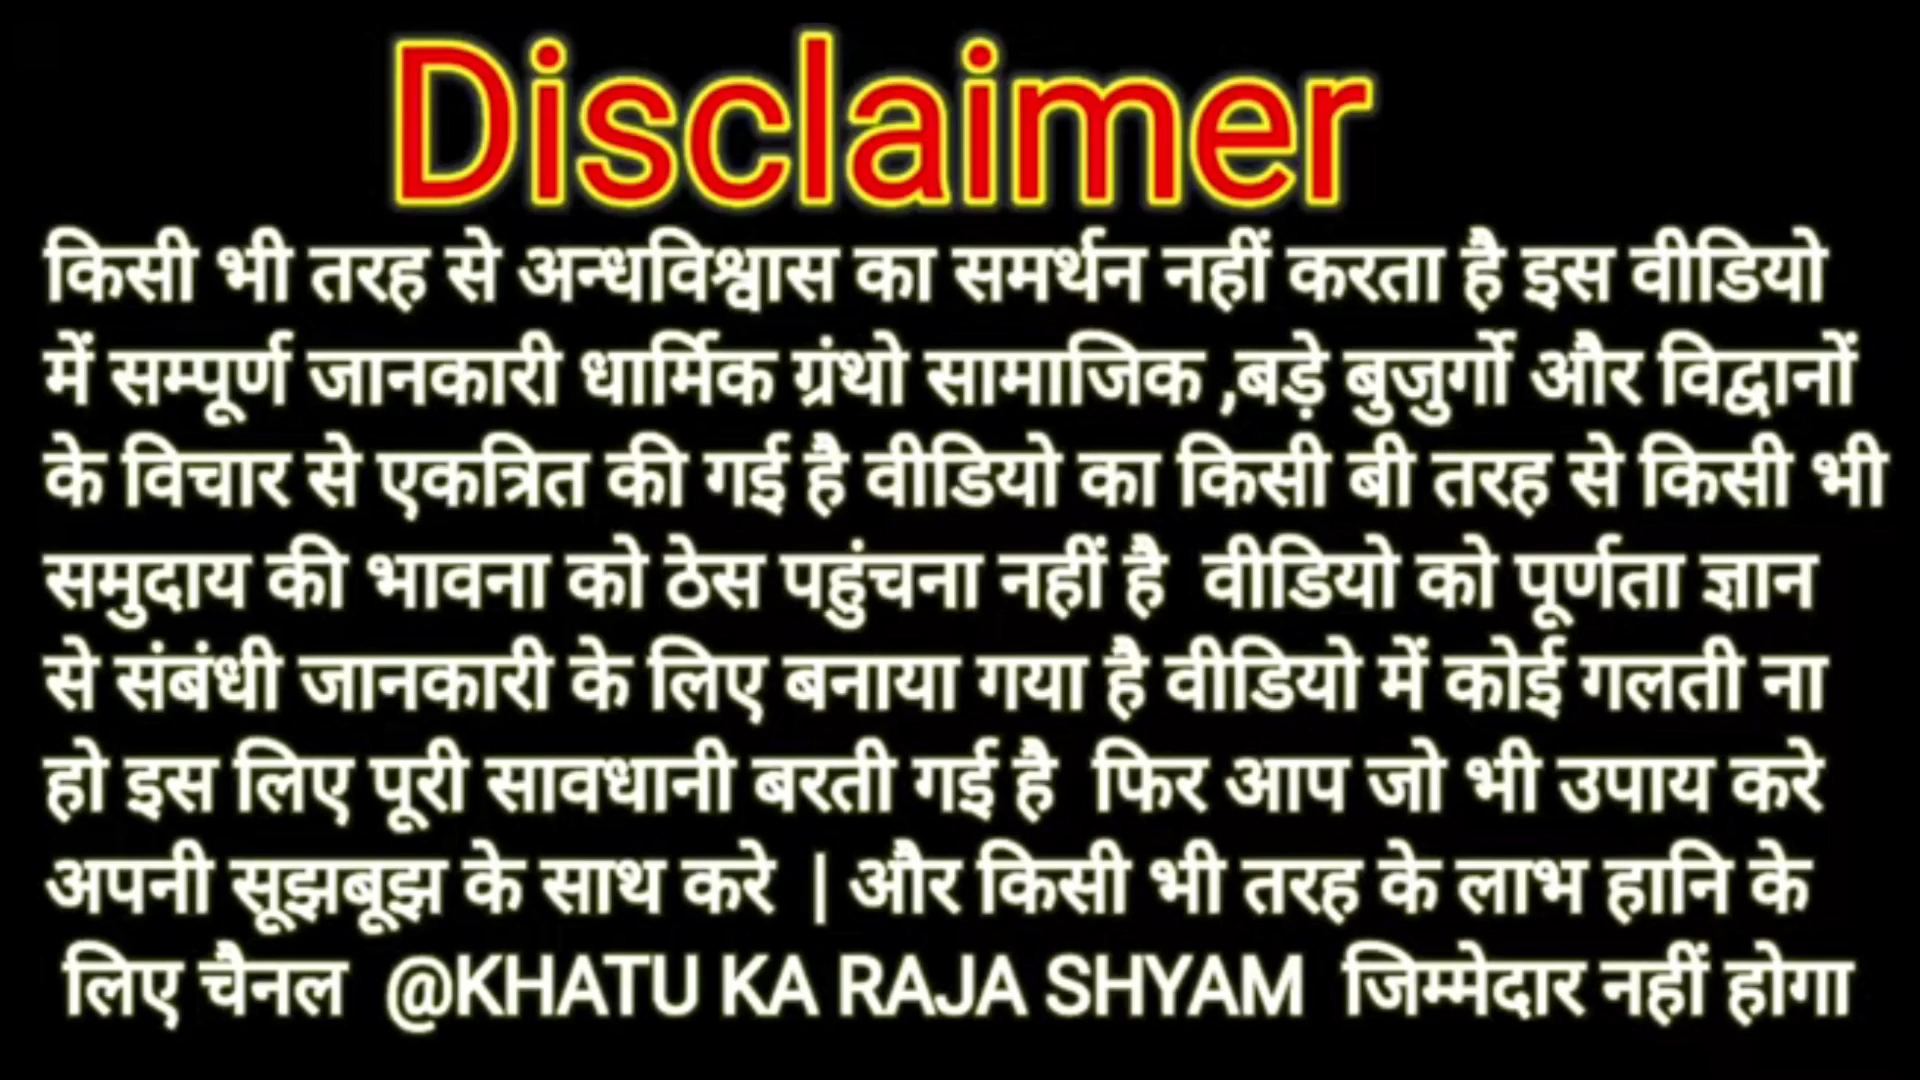 Disclaimer
किसी भी तरह से अन्धविश्वास का समर्थन नहीं करता है इस वीडियो
में सम्पूर्ण जानकारी धार्मिक ग्रंथो सामाजिक ,बड़े बुजुर्गो और विद्वानों
के विचार से एकत्रित की गई है वीडियो का किसी बी तरह से किसी भी
समुदाय की भावना को ठेस पहुंचना नहीं है वीडियो को पूर्णता ज्ञान
से संबंधी जानकारी के लिए बनाया गया है वीडियो में कोई गलती ना
हो इस लिए पूरी सावधानी बरती गई है फिर आप जो भी उपाय करे
अपनी सूझबूझ के साथ करे | और किसी भी तरह के लाभ हानि के
लिए चैनल @KHATU KA RAJA SHYAM जिम्मेदार नहीं होगा